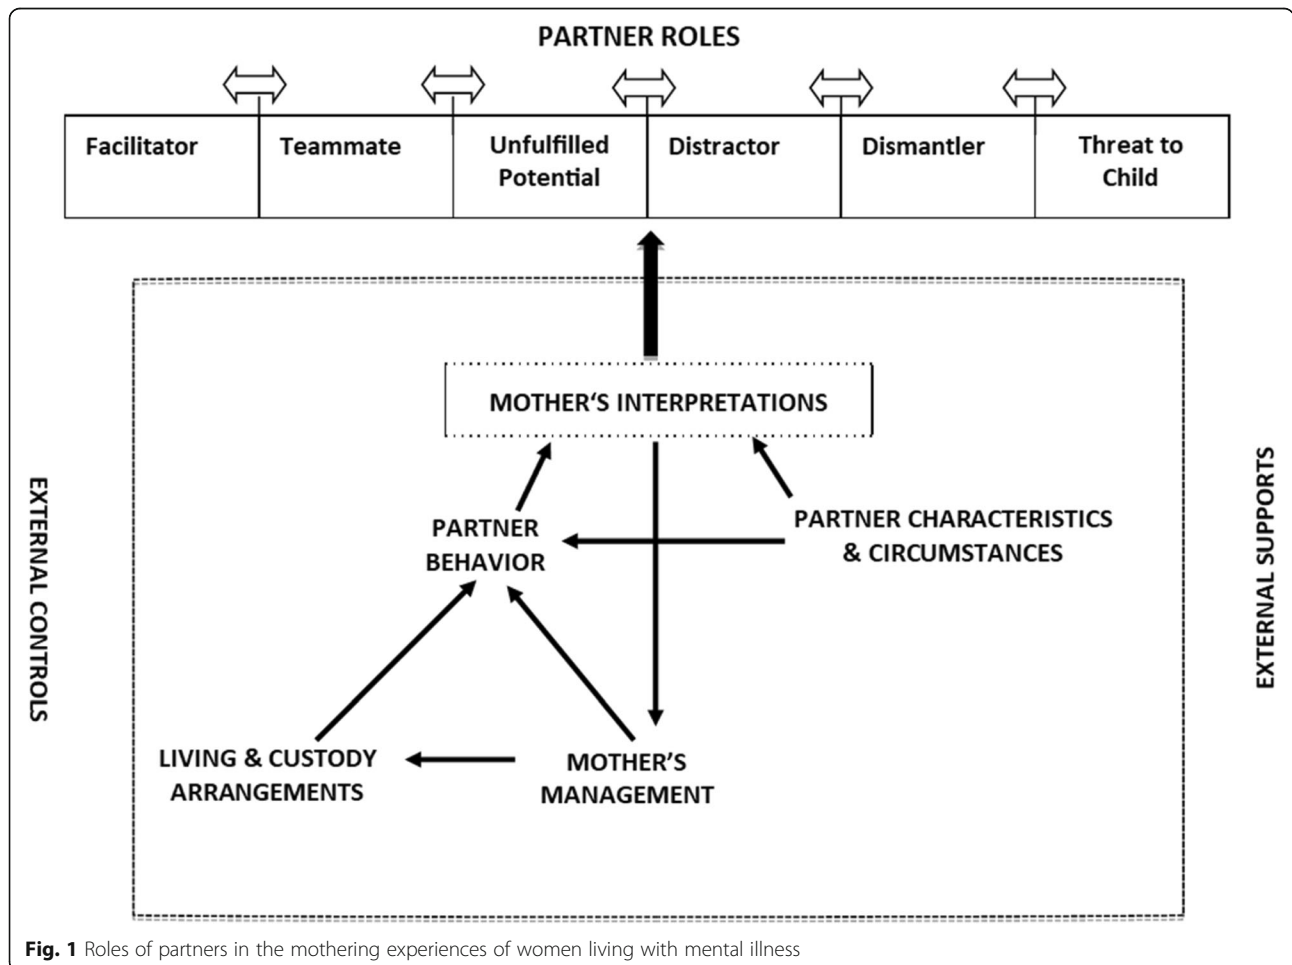 PARTNER ROLES
Facilitator
Teammate
Unfulfilled
Potential
Distractor
Dismantler
Threat to
Child
MOTHER‘S INTERPRETATIONS
PARTNER
BEHAVIOR
PARTNER CHARACTERISTICS
& CIRCUMSTANCES
EXTERNAL CONTROLS
EXTERNAL SUPPORTS
LIVING & CUSTODY
ARRANGEMENTS
MOTHER’S
MANAGEMENT
Fig. 1 Roles of partners in the mothering experiences of women living with mental illness